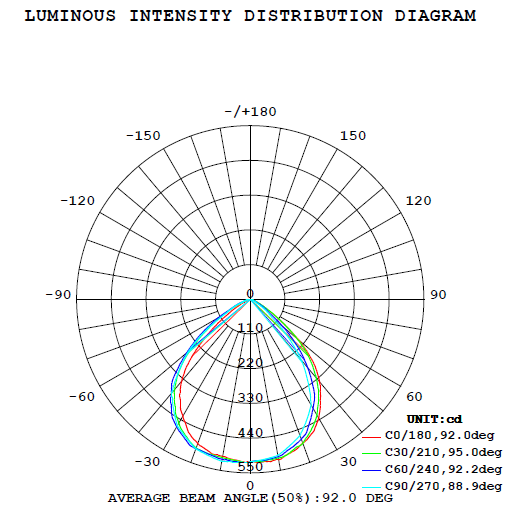 LUMINOUS INTENSITY DISTRIBUTION DIAGRAM
-/+180
-150 150
-120 120
-90 0 90
110
220
-60 330 60
UNIT:cd
440 C0/180,92.0deg
-30 550 30 C30/210,95.0deg
C60/240,92.2deg
0 C90/270,88.9deg
AVERAGE BEAM ANGLE(50%):92.0 DEG